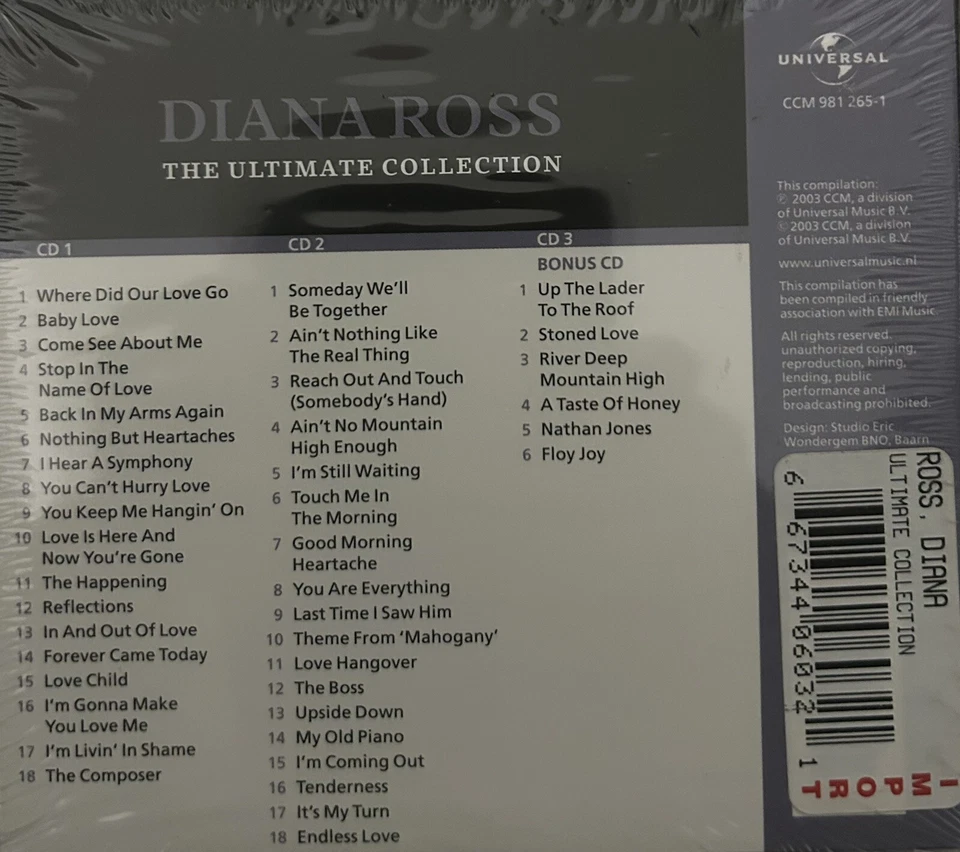 DIANA ROSS
THE ULTIMATE COLLECTION
CD 1
1 Where Did Our Love Go
2 Baby Love
3 Come See About Me
4 Stop In The
Name Of Love
5 Back In My Arms Again
6 Nothing But Heartaches
7 I Hear A Symphony
8 You Can't Hurry Love
9 You Keep Me Hangin' On
10 Love Is Here And
Now You're Gone
11 The Happening
12 Reflections
13 In And Out Of Love
14 Forever Came Today
15 Love Child
16 I'm Gonna Make
You Love Me
17 I'm Livin' In Shame
18 The Composer
CD 2
1 Someday We'll
Be Together
2 Ain't Nothing Like
The Real Thing
3 Reach Out And Touch
(Somebody's Hand)
4 Ain't No Mountain
High Enough
5 I'm Still Waiting
6 Touch Me In
The Morning
7 Good Morning
Heartache
8 You Are Everything
9 Last Time I Saw Him
10 Theme From 'Mahogany'
11 Love Hangover
12 The Boss
13 Upside Down
14 My Old Piano
15 I'm Coming Out
16 Tenderness
17 It's My Turn
18 Endless Love
CD 3
BONUS CD
1 Up The Lader
To The Roof
2 Stoned Love
3 River Deep
Mountain High
4 A Taste Of Honey
5 Nathan Jones
6 Floy Joy
UNIVERSAL
CCM 981 265-1
This compilation:
℗ 2003 CCM, a division
of Universal Music B.V.
© 2003 CCM, a division
of Universal Music B.V.
www.universalmusic.nl
This compilation has
been compiled in friendly
association with EMI Music
All rights reserved.
unauthorized copying,
reproduction, hiring,
lending, public
performance and
broadcasting prohibited.
Design: Studio Eric
Wondergem BNO, Baarn
ROSS, DIANA
ULTIMATE COLLECTION
6 67344 06032 1
IMPORT